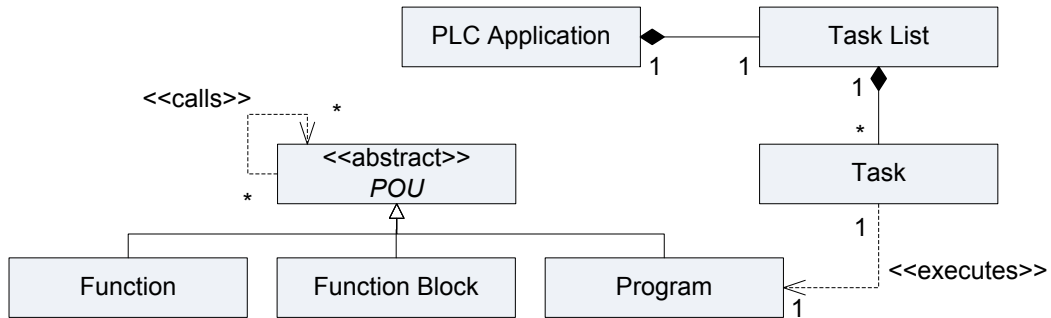 PLC Application
Task List
1
1
1
<<calls>>
*
*
<<abstract>>
POU
*
Task
1
Function
Function Block
Program
<<executes>>
1